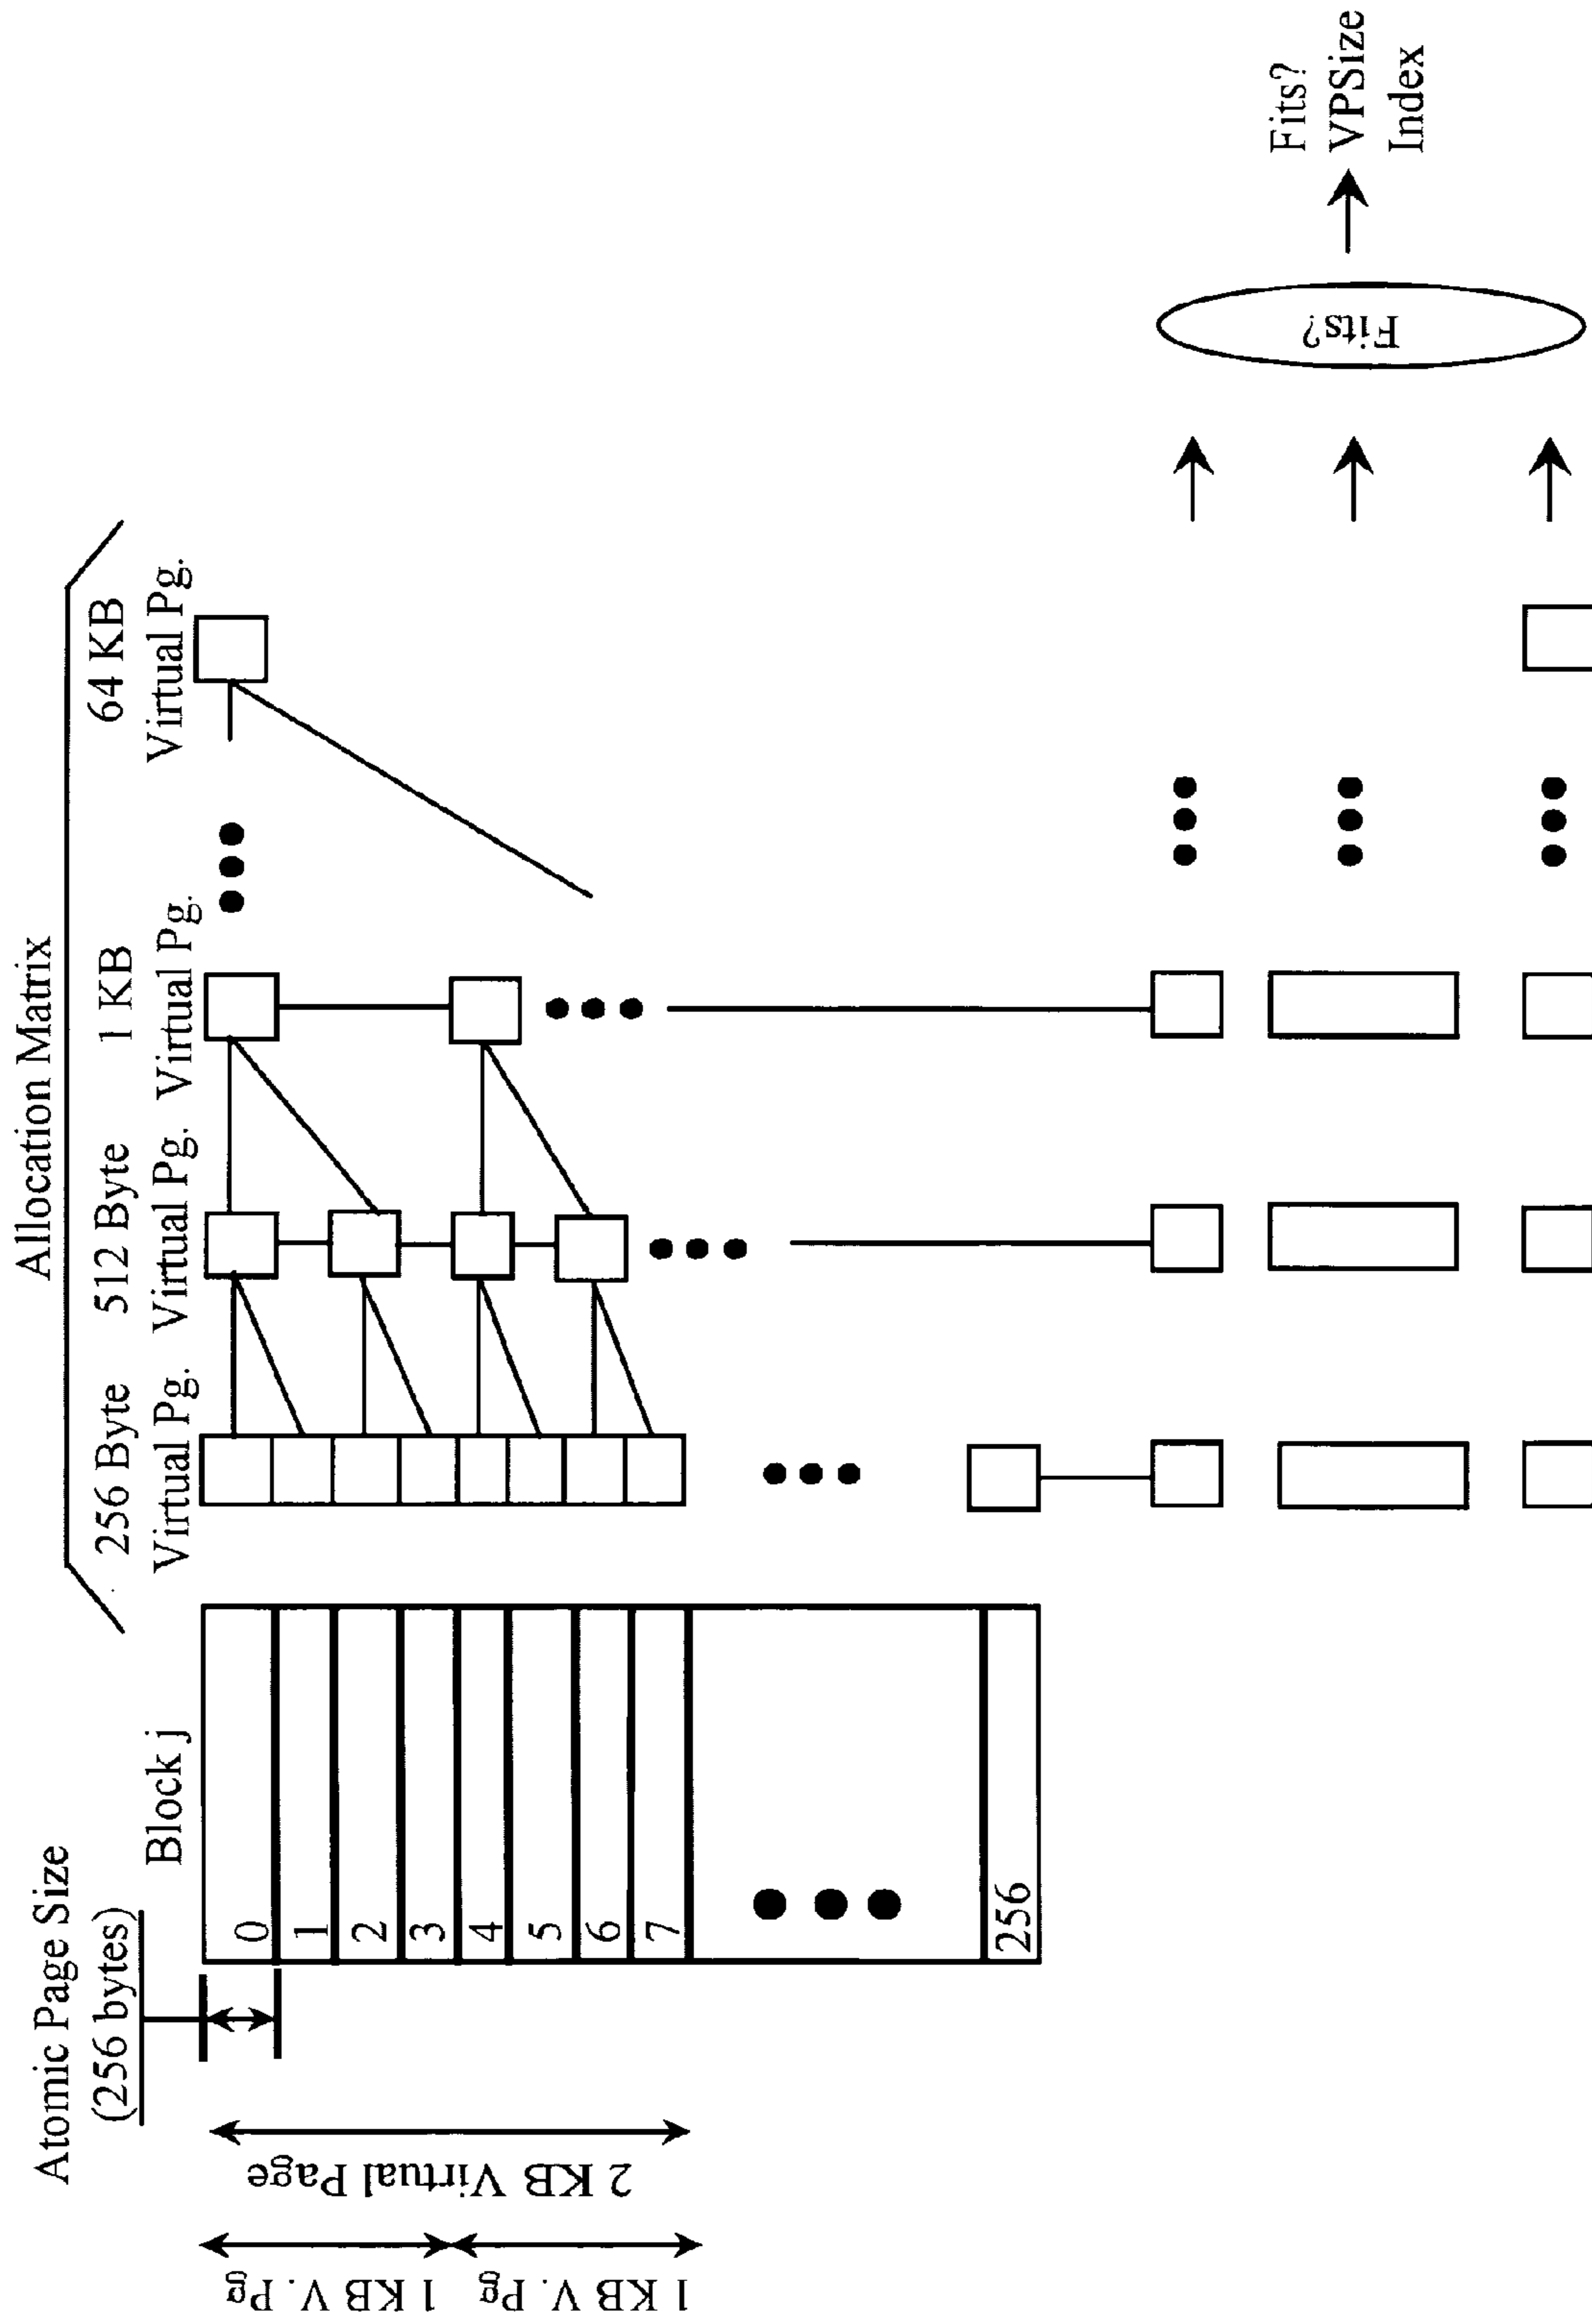 Allocation Matrix
Atomic Page Size
(256 bytes)
Block j
256 Byte
Virtual Pg.
512 Byte
Virtual Pg.
1 KB
Virtual Pg.
64 KB
Virtual Pg.
0
1
2
3
4
5
6
7
256
2 KB Virtual Page
1 KB V. Pg
1 KB V. Pg
Fits?
Fits?
VPSize
Index